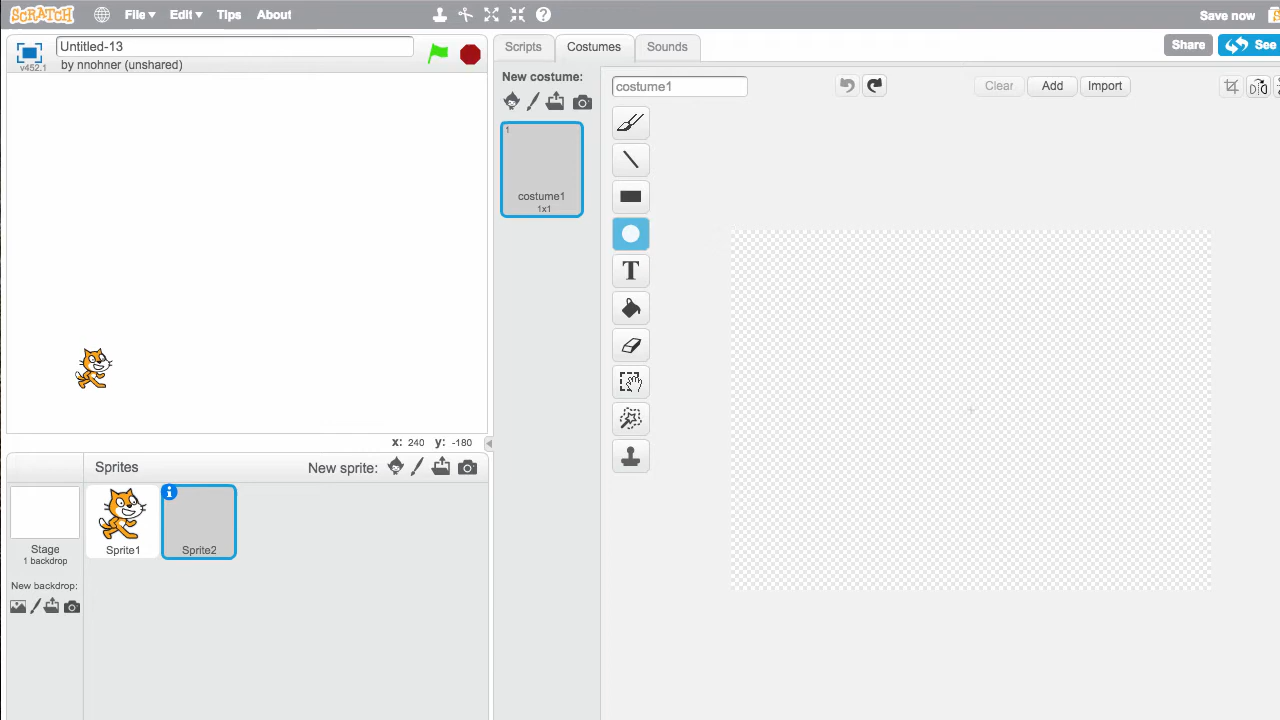 SCRATCH File Edit Tips About Save now
Untitled-13
by nnohner (unshared)
v452.1
Scripts Costumes Sounds
Share See
New costume:
costume1
Clear Add Import
1
costume1
1x1
T
x: 240 y: -180
Sprites New sprite:
Stage
1 backdrop
New backdrop:
Sprite1
Sprite2